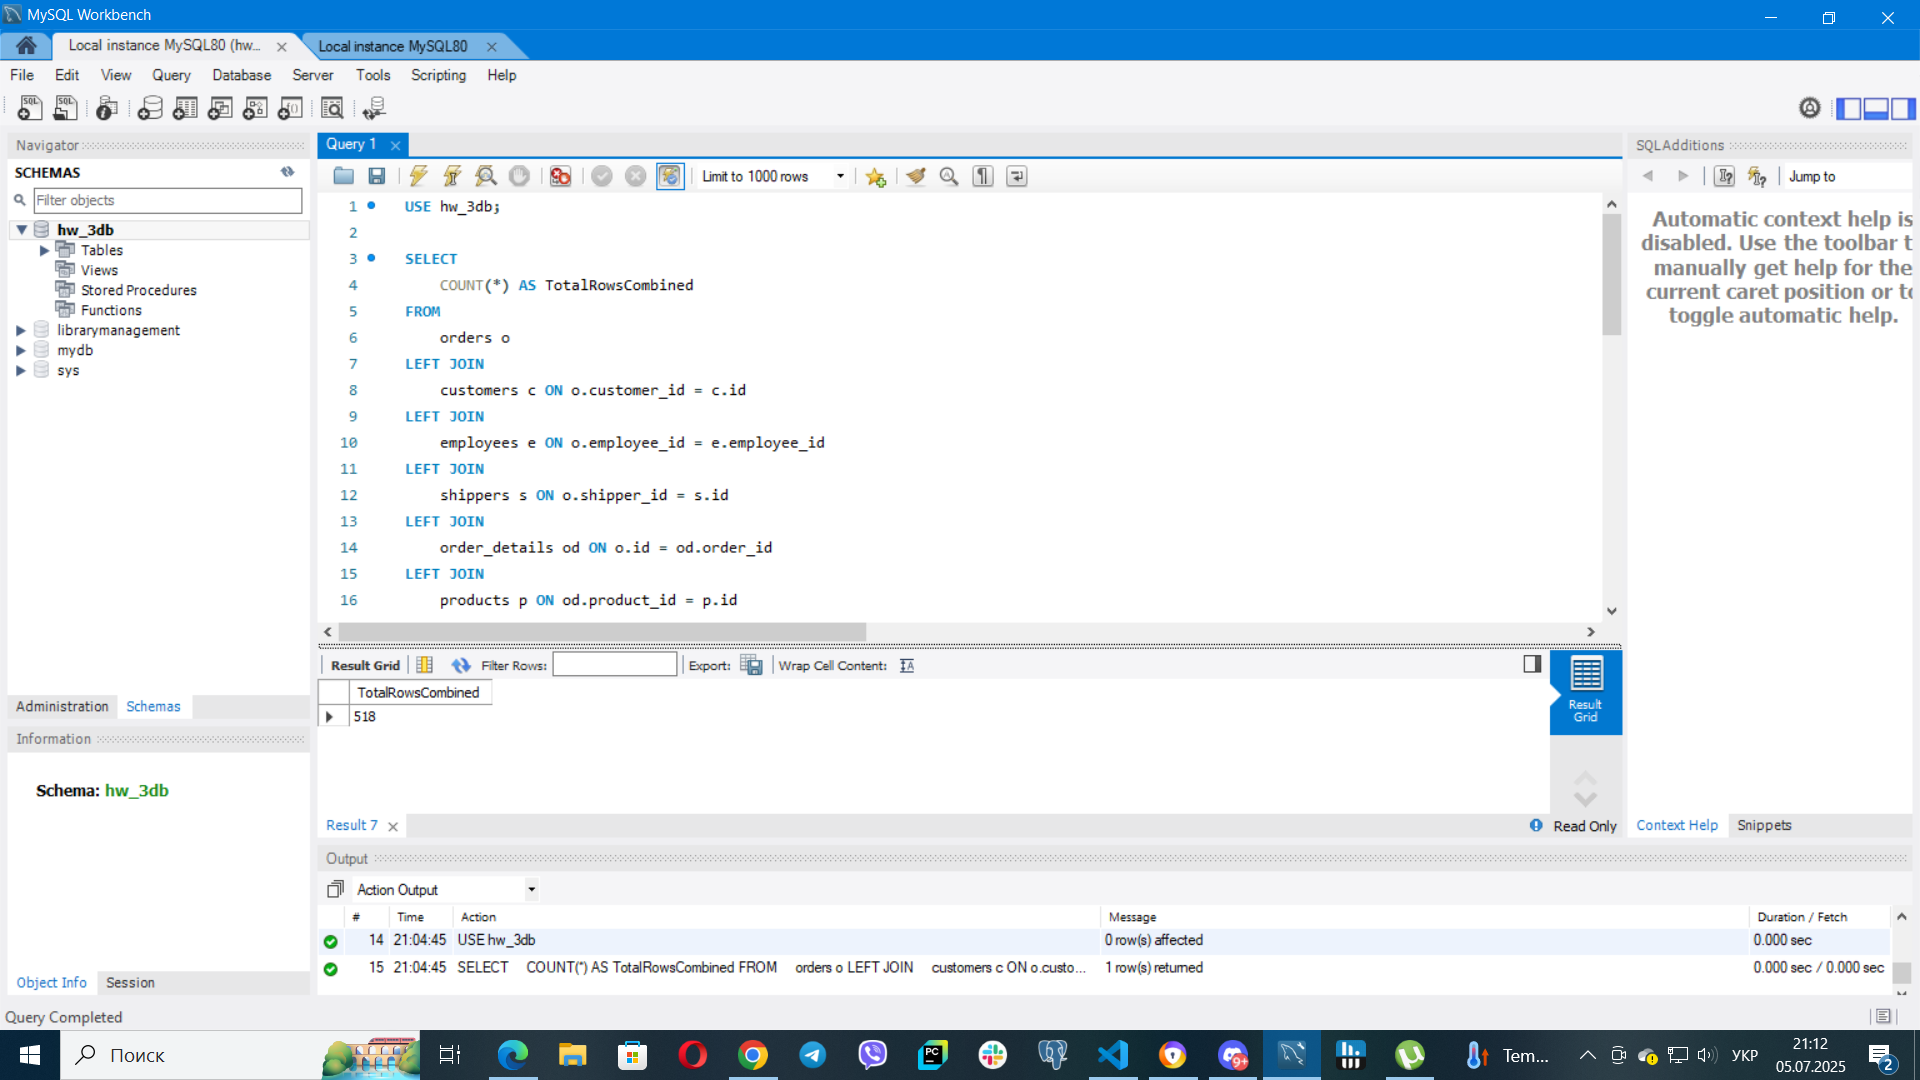 MySQL Workbench
Local instance MySQL80 (hw...
Local instance MySQL80
File Edit View Query Database Server Tools Scripting Help
Navigator
SCHEMAS
Filter objects
hw_3db
Tables
Views
Stored Procedures
Functions
librarymanagement
mydb
sys
Administration Schemas
Information
Schema: hw_3db
Object Info Session
Query 1
Limit to 1000 rows
1 USE hw_3db;
2
3 SELECT
4 COUNT(*) AS TotalRowsCombined
5 FROM
6 orders o
7 LEFT JOIN
8 customers c ON o.customer_id = c.id
9 LEFT JOIN
10 employees e ON o.employee_id = e.employee_id
11 LEFT JOIN
12 shippers s ON o.shipper_id = s.id
13 LEFT JOIN
14 order_details od ON o.id = od.order_id
15 LEFT JOIN
16 products p ON od.product_id = p.id
Result Grid Filter Rows: Export: Wrap Cell Content:
TotalRowsCombined
518
Result Grid
Result 7
Read Only
SQLAdditions
Jump to
Automatic context help is
disabled. Use the toolbar t
manually get help for the
current caret position or to
toggle automatic help.
Context Help Snippets
Output
Action Output
# Time Action Message Duration / Fetch
14 21:04:45 USE hw_3db 0 row(s) affected 0.000 sec
15 21:04:45 SELECT COUNT(*) AS TotalRowsCombined FROM orders o LEFT JOIN customers c ON o.custo... 1 row(s) returned 0.000 sec / 0.000 sec
Query Completed
Поиск
PC
9+
Tem...
УКР
21:12
05.07.2025
2